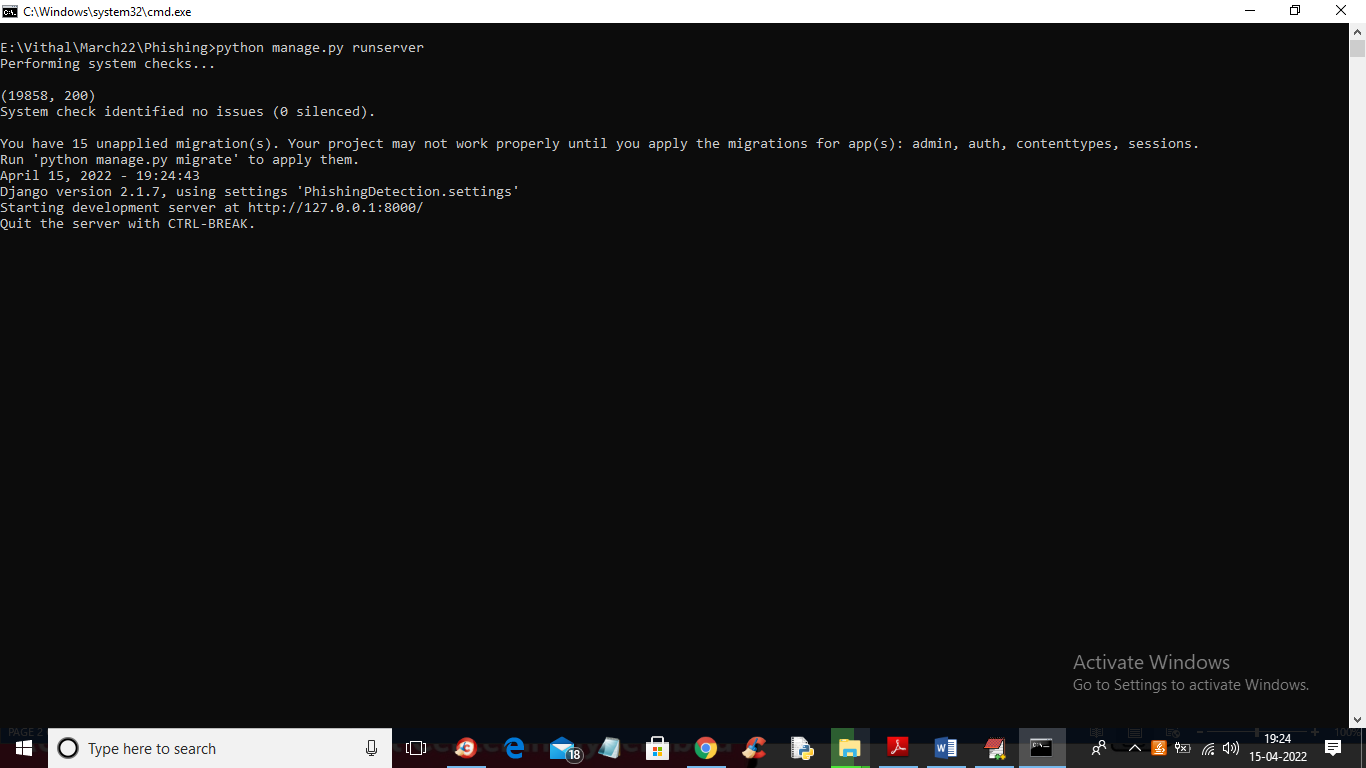 C:\Windows\system32\cmd.exe
E:\Vithal\March22\Phishing>python manage.py runserver
Performing system checks...
(19858, 200)
System check identified no issues (0 silenced).
You have 15 unapplied migration(s). Your project may not work properly until you apply the migrations for app(s): admin, auth, contenttypes, sessions.
Run 'python manage.py migrate' to apply them.
April 15, 2022 - 19:24:43
Django version 2.1.7, using settings 'PhishingDetection.settings'
Starting development server at http://127.0.0.1:8000/
Quit the server with CTRL-BREAK.
Activate Windows
Go to Settings to activate Windows.
PAGE 2
100%
Type here to search
18
19:24
15-04-2022